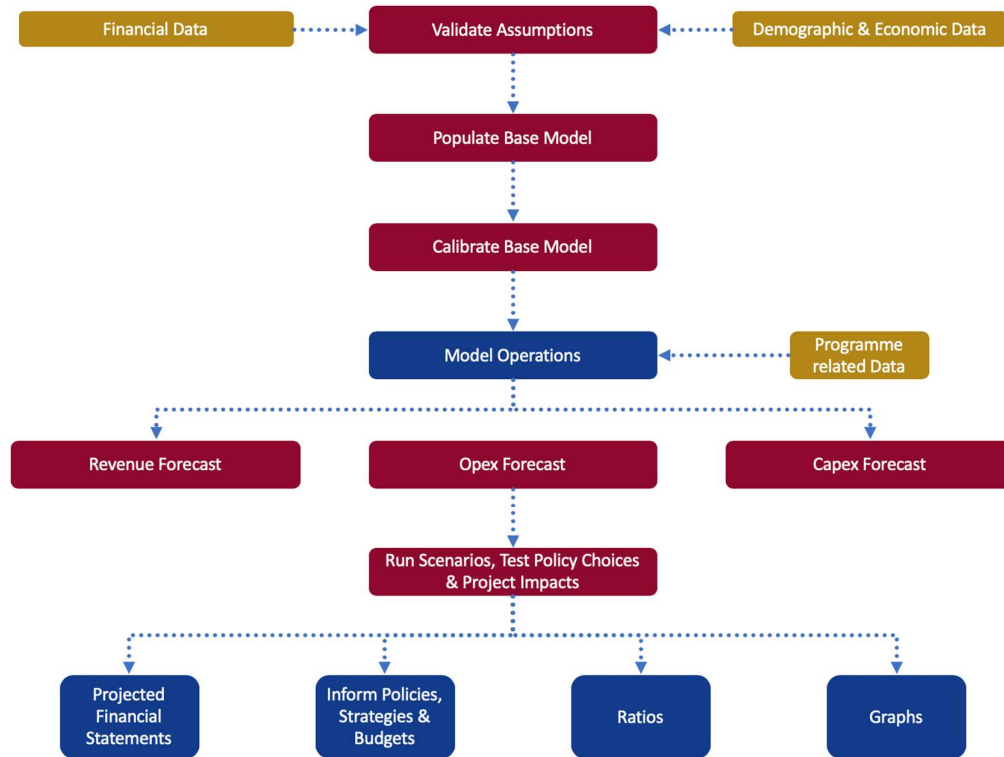 Financial Data
Validate Assumptions
Demographic & Economic Data
Populate Base Model
Calibrate Base Model
Model Operations
Programme
related Data
Revenue Forecast
Opex Forecast
Capex Forecast
Run Scenarios, Test Policy Choices
& Project Impacts
Projected
Financial
Statements
Inform Policies,
Strategies &
Budgets
Ratios
Graphs